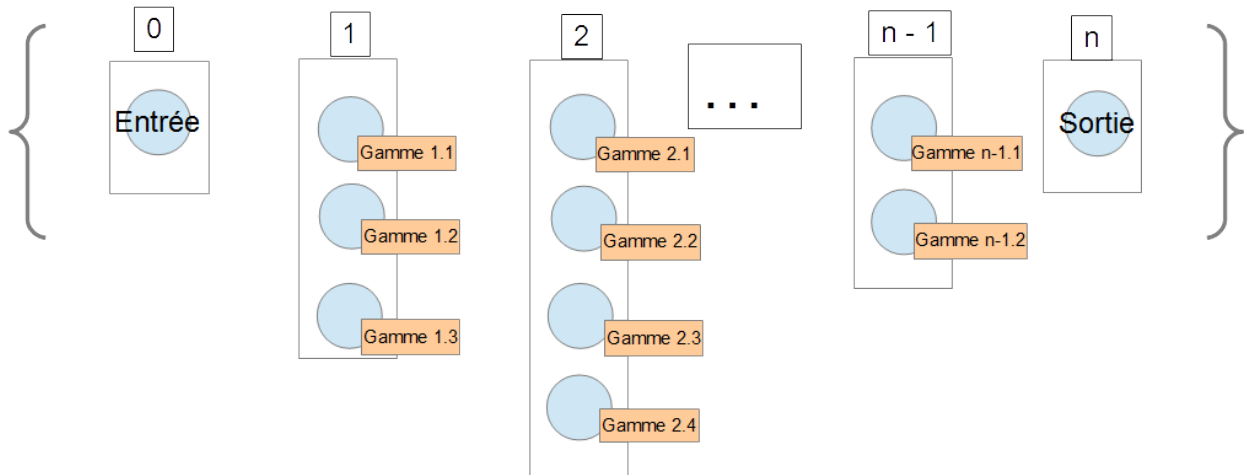 0
1
2
n - 1
n
...
Entrée
Sortie
Gamme 1.1
Gamme 2.1
Gamme n-1.1
Gamme 1.2
Gamme 2.2
Gamme n-1.2
Gamme 1.3
Gamme 2.3
Gamme 2.4